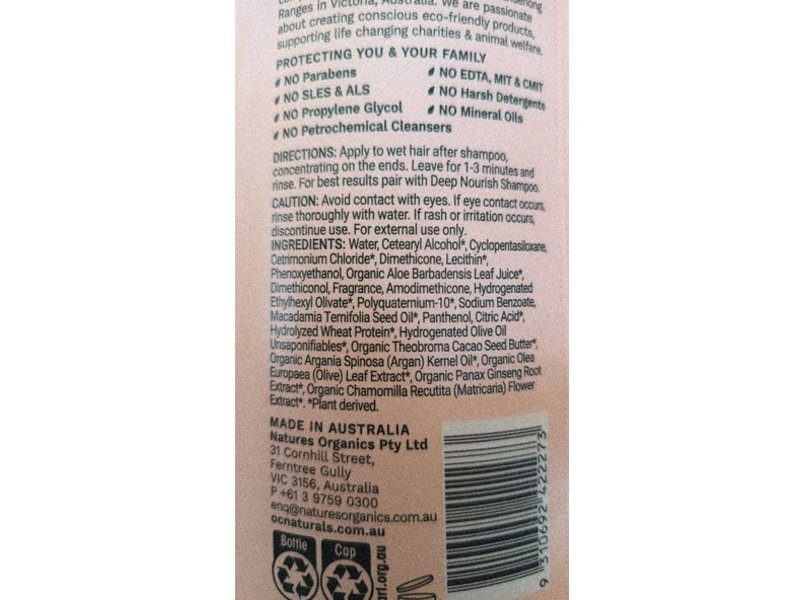 Ranges in Victoria, Australia. We are passionate
about creating conscious eco-friendly products,
supporting life changing charities & animal welfare.
PROTECTING YOU & YOUR FAMILY
NO Parabens
NO SLES & ALS
NO Propylene Glycol
NO Petrochemical Cleansers
NO EDTA, MIT & CMIT
NO Harsh Detergents
NO Mineral Oils
DIRECTIONS: Apply to wet hair after shampoo,
concentrating on the ends. Leave for 1-3 minutes and
rinse. For best results pair with Deep Nourish Shampoo.
CAUTION: Avoid contact with eyes. If eye contact occurs,
rinse thoroughly with water. If rash or irritation occurs,
discontinue use. For external use only.
INGREDIENTS: Water, Cetearyl Alcohol*, Cyclopentasiloxane,
Cetrimonium Chloride*, Dimethicone, Lecithin*,
Phenoxyethanol, Organic Aloe Barbadensis Leaf Juice*,
Dimethiconol, Fragrance, Amodimethicone, Hydrogenated
Ethylhexyl Olivate*, Polyquaternium-10*, Sodium Benzoate,
Macadamia Ternifolia Seed Oil*, Panthenol, Citric Acid*,
Hydrolyzed Wheat Protein*, Hydrogenated Olive Oil
Unsaponifiables*, Organic Theobroma Cacao Seed Butter*,
Organic Argania Spinosa (Argan) Kernel Oil*, Organic Olea
Europaea (Olive) Leaf Extract*, Organic Panax Ginseng Root
Extract*, Organic Chamomilla Recutita (Matricaria) Flower
Extract*. *Plant derived.
MADE IN AUSTRALIA
Natures Organics Pty Ltd
31 Cornhill Street,
Ferntree Gully
VIC 3156, Australia
P +61 3 9759 0300
enq@naturesorganics.com.au
ocnaturals.com.au
Bottle
Cap
arl.org.au
9 310692 422273